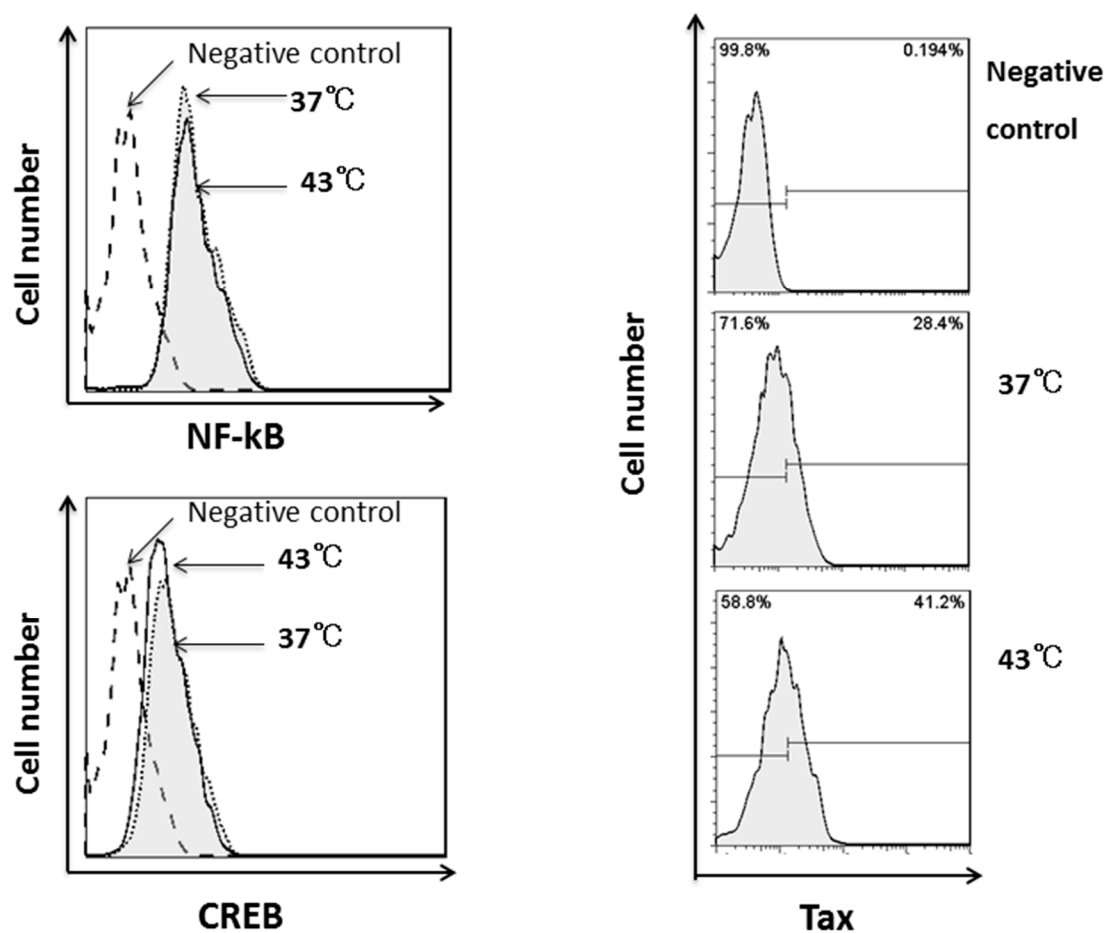 Negative control
37℃
43℃
Cell number
NF-kB
Negative control
43℃
37℃
Cell number
CREB
99.8% 0.194%
Negative
control
71.6% 28.4%
37℃
Cell number
58.8% 41.2%
43℃
Tax